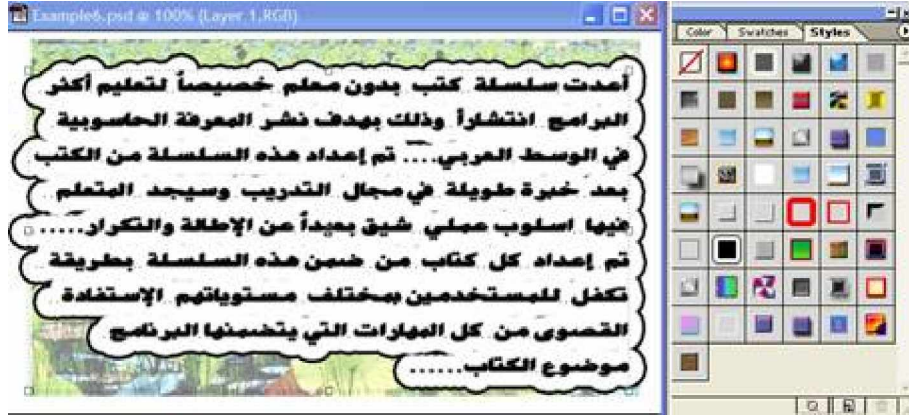 Example6.psd @ 100% (Layer 1,RGB)
Color Swatches Styles
أعدت سلسلة كتب بدون معلم خصيصاً لتعليم أكثر
البرامج انتشاراً وذلك بهدف نشر المعرفة الحاسوبية
في الوسط العربي.... تم إعداد هذه السلسلة من الكتب
بعد خبرة طويلة في مجال التدريب وسيجد المتعلم
فيها اسلوب عملي شيق بعيداً عن الإطالة والتكرار.....
تم إعداد كل كتاب من ضمن هذه السلسلة بطريقة
تكفل للمستخدمين بمختلف مستوياتهم الإستفادة
القصوى من كل المهارات التي يتضمنها البرنامج
موضوع الكتاب......